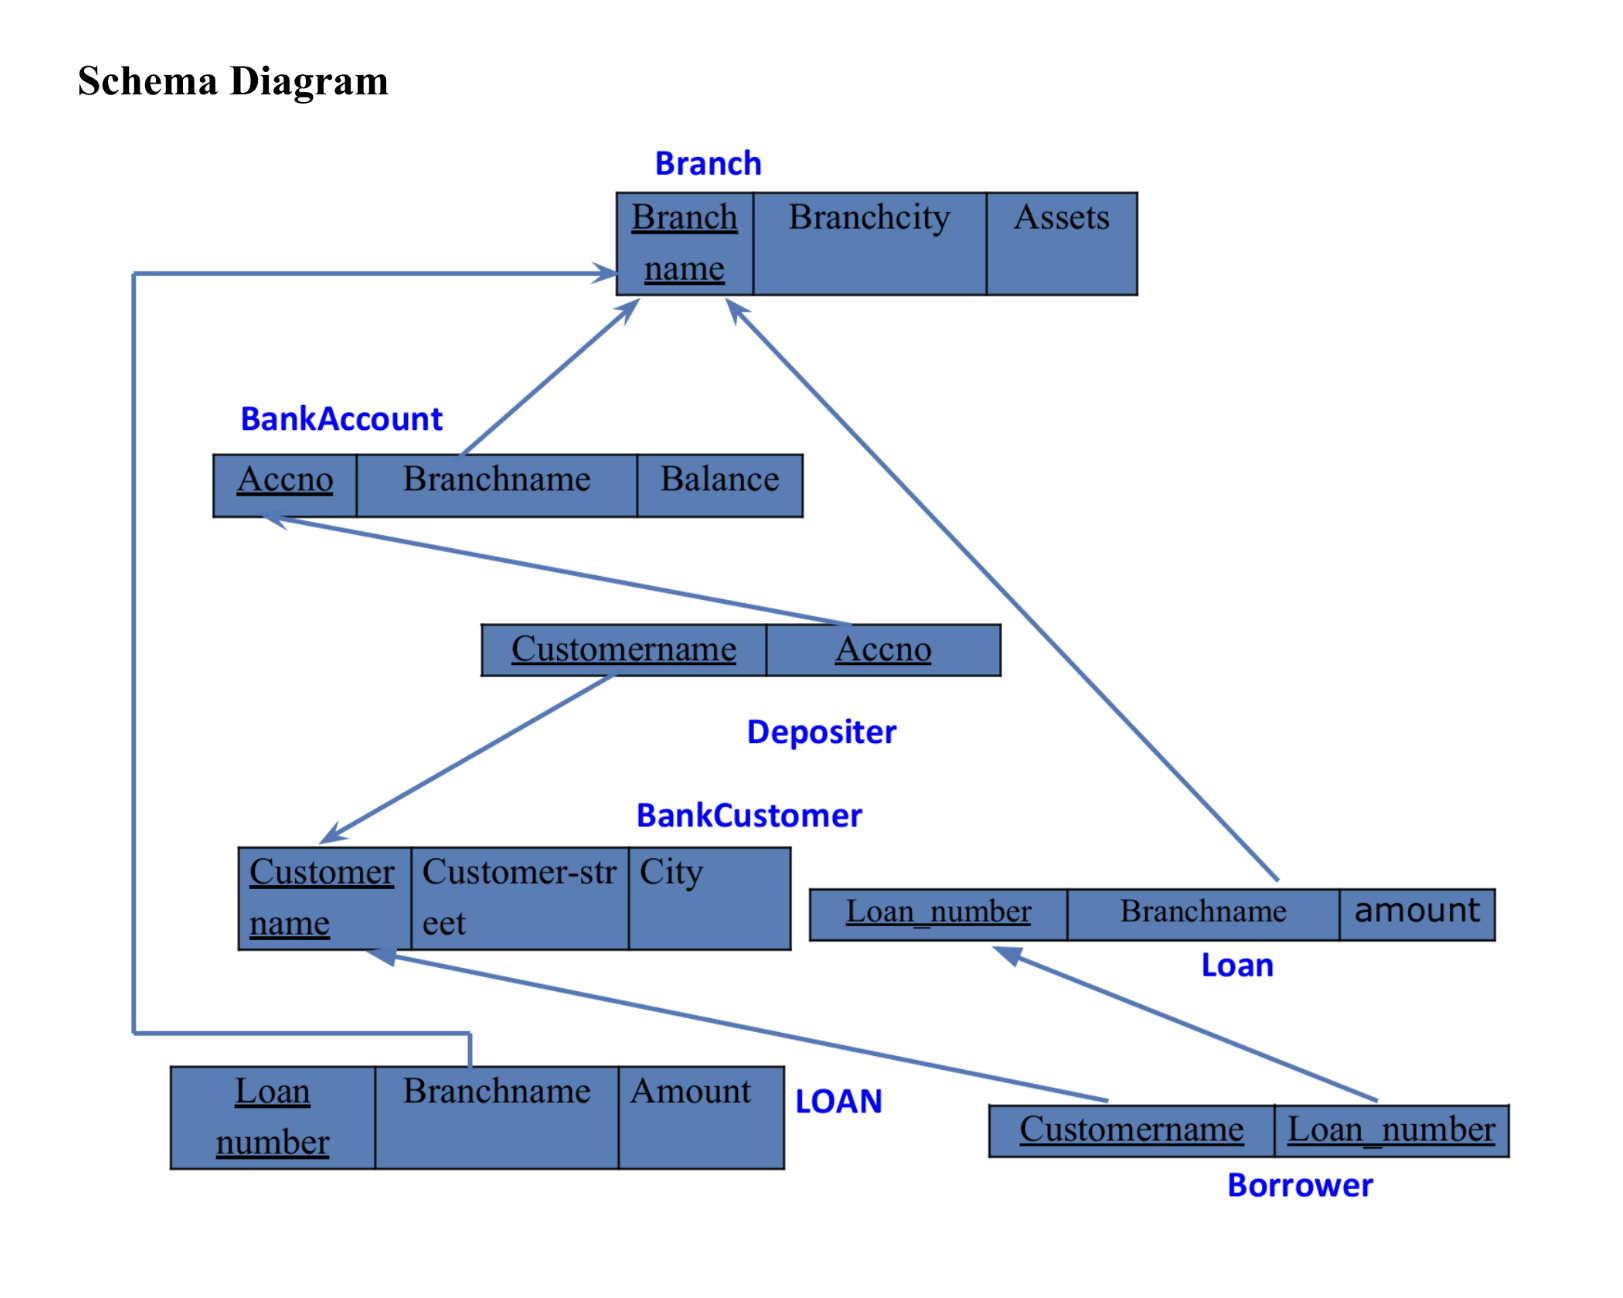 Schema Diagram
Branch
Branch Branchcity Assets
name
BankAccount
Accno Branchname Balance
Customername Accno
Depositer
BankCustomer
Customer Customer-str City
name eet
Loan_number Branchname amount
Loan
Loan Branchname Amount
number
LOAN
Customername Loan_number
Borrower